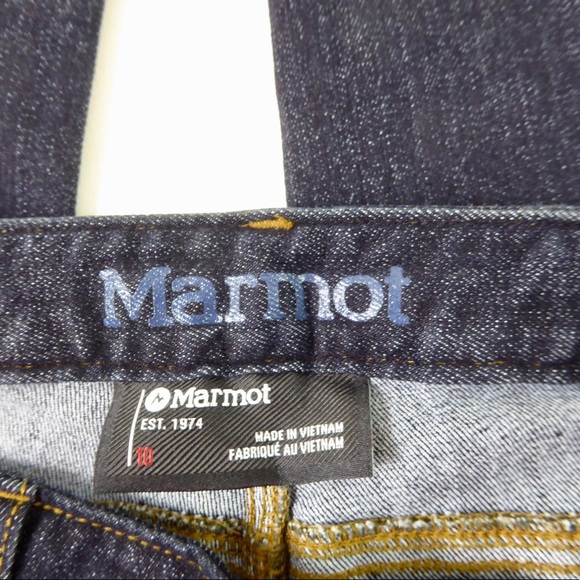 Marmot
Marmot
EST. 1974
10
MADE IN VIETNAM
FABRIQUÉ AU VIETNAM